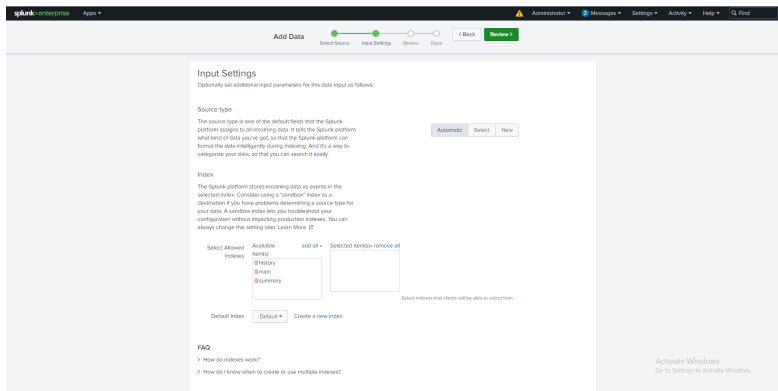 splunk>enterprise Apps ▾ Administrator ▾ 2 Messages ▾ Settings ▾ Activity ▾ Help ▾ Find
Add Data
Select Source Input Settings Review Done
< Back Review >
Input Settings
Optionally set additional input parameters for this data input as follows:
Source type
The source type is one of the default fields that the Splunk
platform assigns to all incoming data. It tells the Splunk platform
what kind of data you've got, so that the Splunk platform can
format the data intelligently during indexing. And it's a way to
categorize your data, so that you can search it easily.
Automatic Select New
Index
The Splunk platform stores incoming data as events in the
selected index. Consider using a "sandbox" index as a
destination if you have problems determining a source type for
your data. A sandbox index lets you troubleshoot your
configuration without impacting production indexes. You can
always change this setting later. Learn More
Select Allowed Indexes
Available item(s) add all »
history
main
summary
Selected item(s) « remove all
Select indexes that clients will be able to select from.
Default Index Default ▾ Create a new index
FAQ
> How do indexes work?
> How do I know when to create or use multiple indexes?
Activate Windows
Go to Settings to activate Windows.